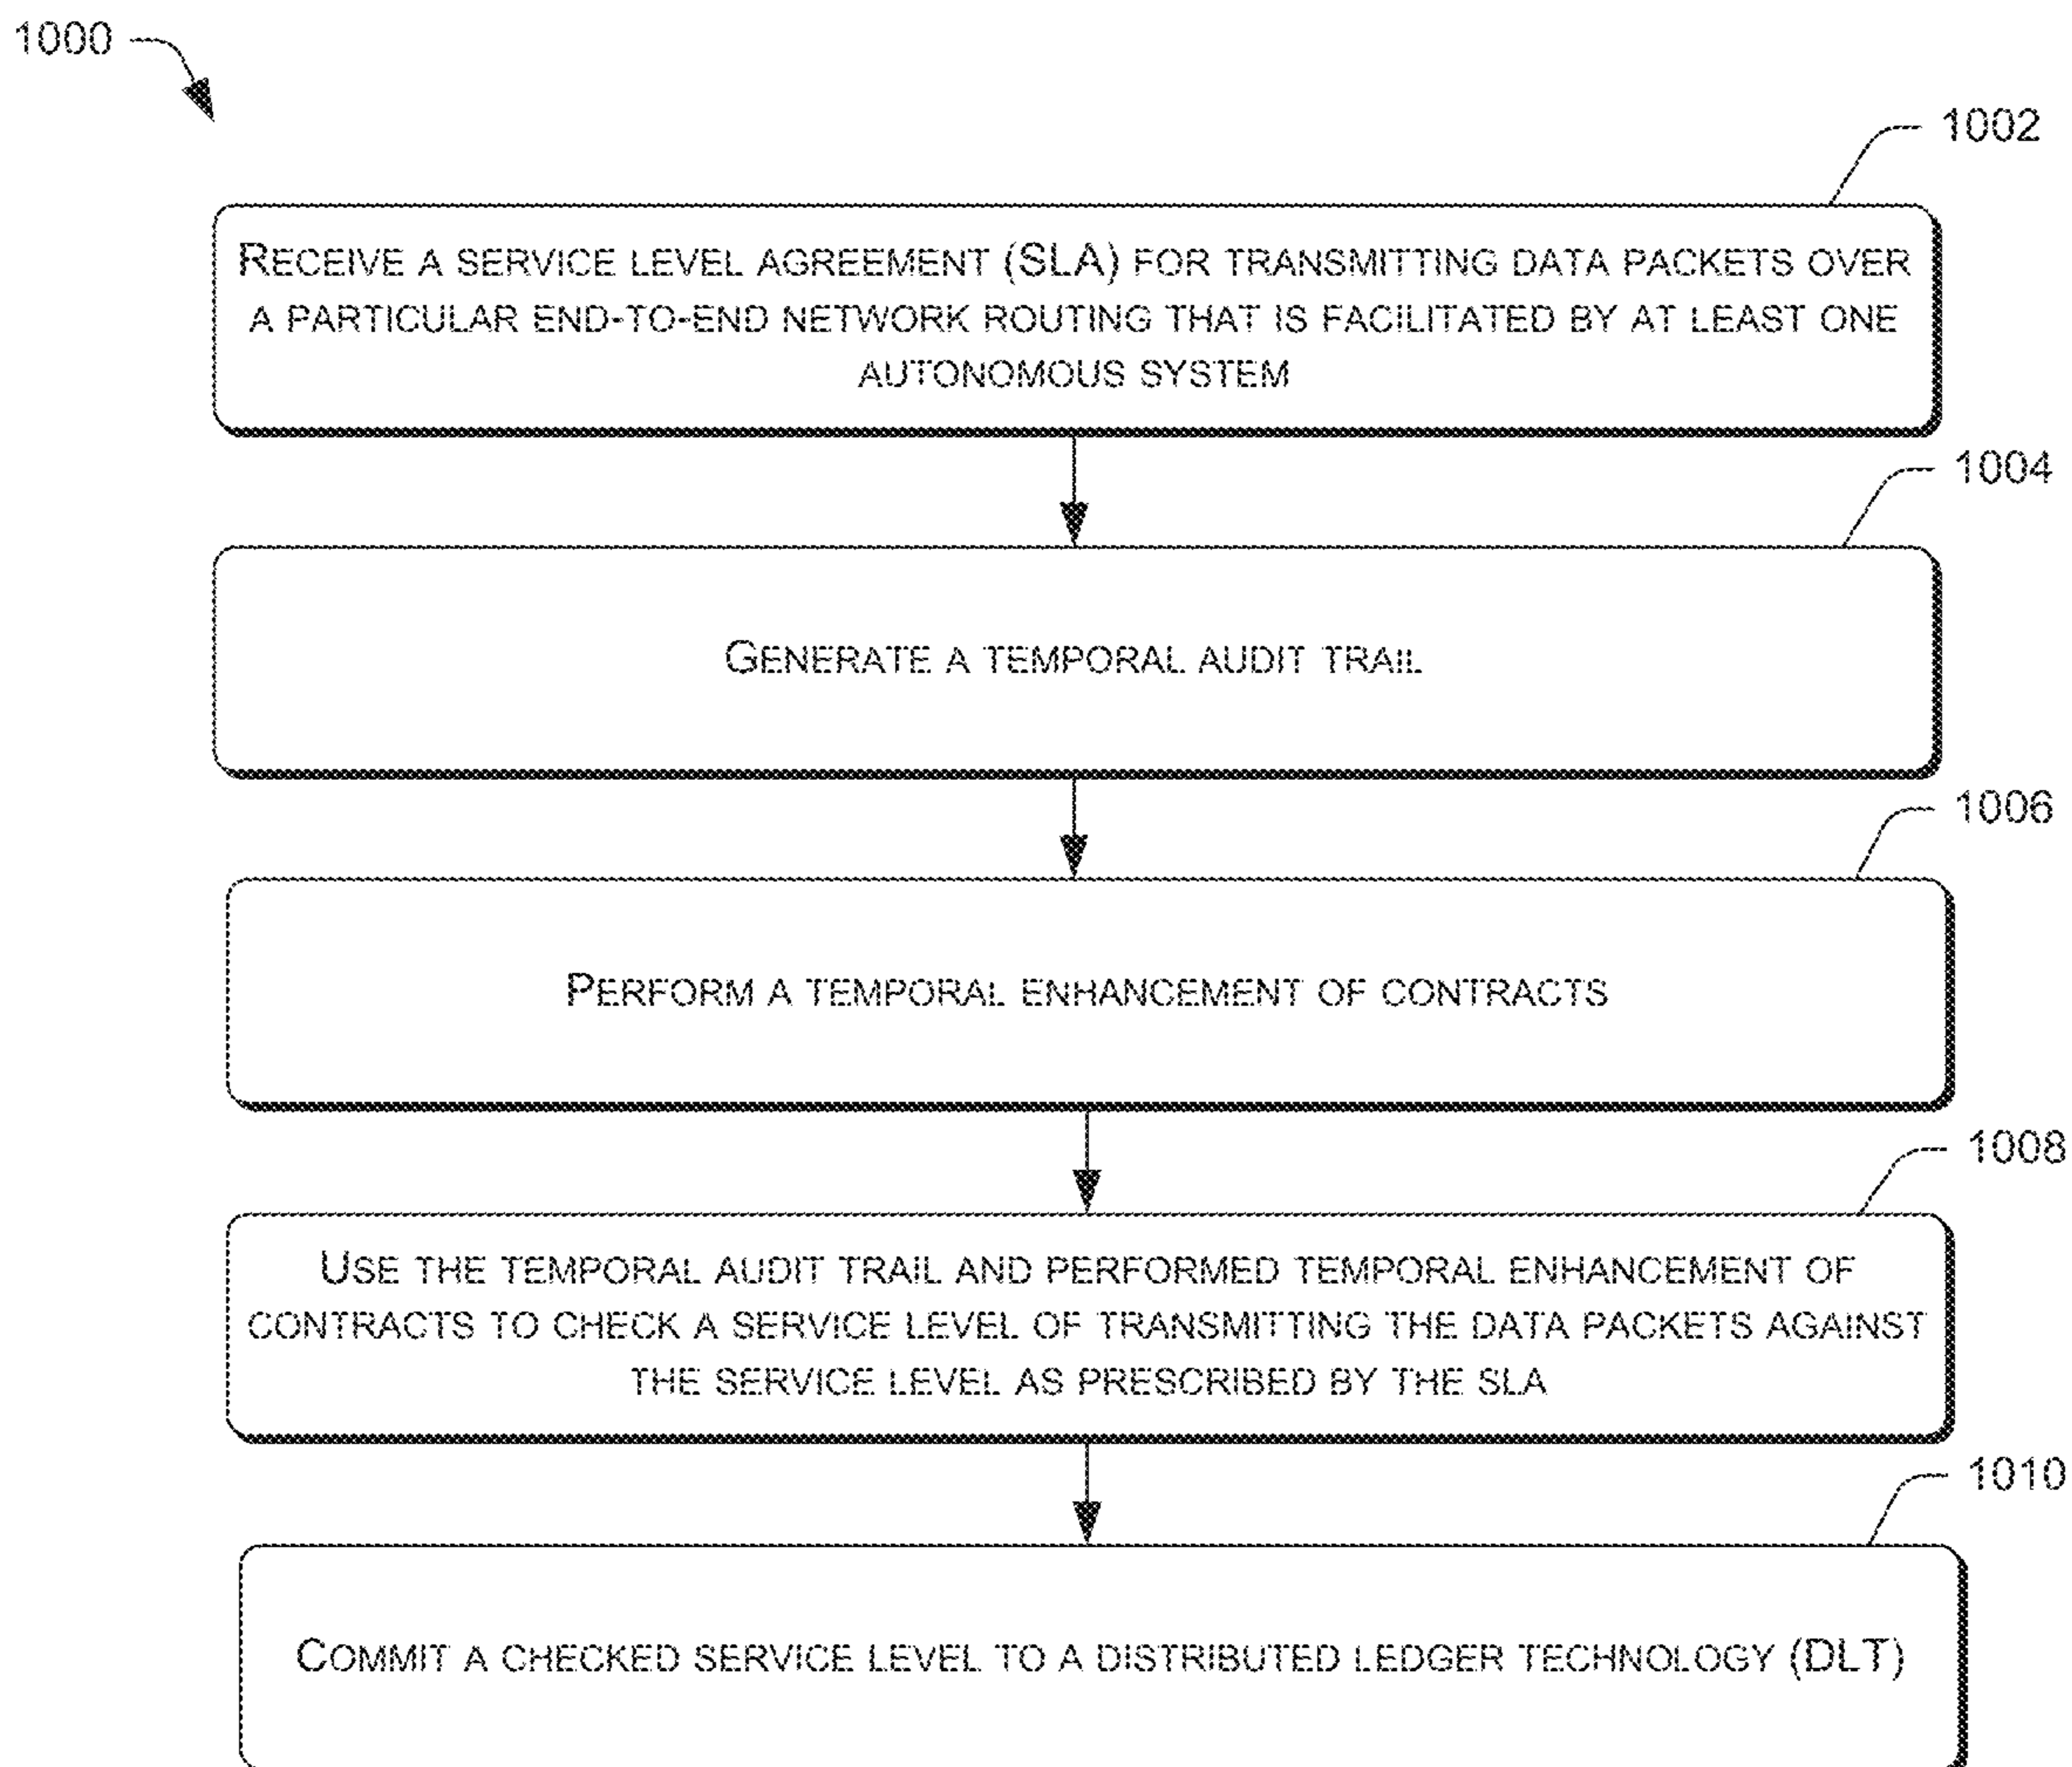 1000
1002
RECEIVE A SERVICE LEVEL AGREEMENT (SLA) FOR TRANSMITTING DATA PACKETS OVER
A PARTICULAR END-TO-END NETWORK ROUTING THAT IS FACILITATED BY AT LEAST ONE
AUTONOMOUS SYSTEM
1004
GENERATE A TEMPORAL AUDIT TRAIL
1006
PERFORM A TEMPORAL ENHANCEMENT OF CONTRACTS
1008
USE THE TEMPORAL AUDIT TRAIL AND PERFORMED TEMPORAL ENHANCEMENT OF
CONTRACTS TO CHECK A SERVICE LEVEL OF TRANSMITTING THE DATA PACKETS AGAINST
THE SERVICE LEVEL AS PRESCRIBED BY THE SLA
1010
COMMIT A CHECKED SERVICE LEVEL TO A DISTRIBUTED LEDGER TECHNOLOGY (DLT)